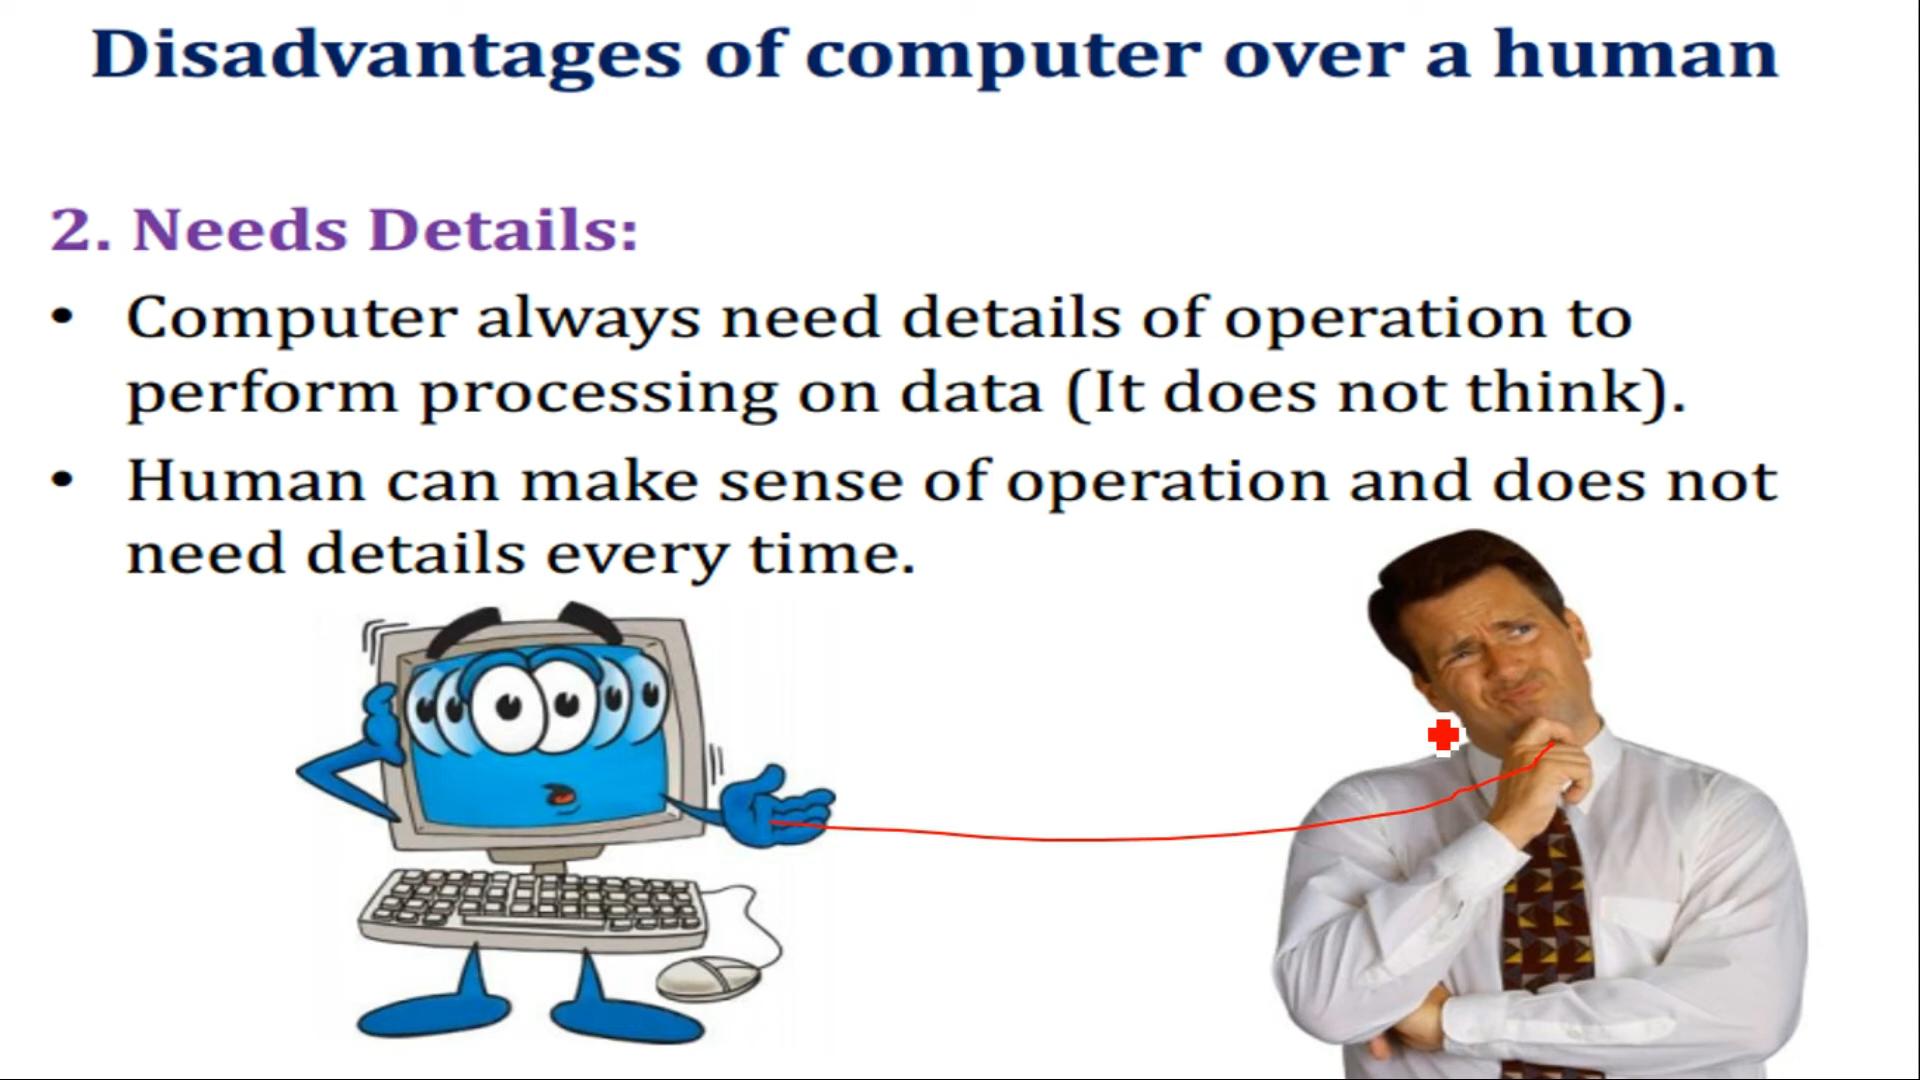 Disadvantages of computer over a human
2. Needs Details:
• Computer always need details of operation to
perform processing on data (It does not think).
• Human can make sense of operation and does not
need details every time.